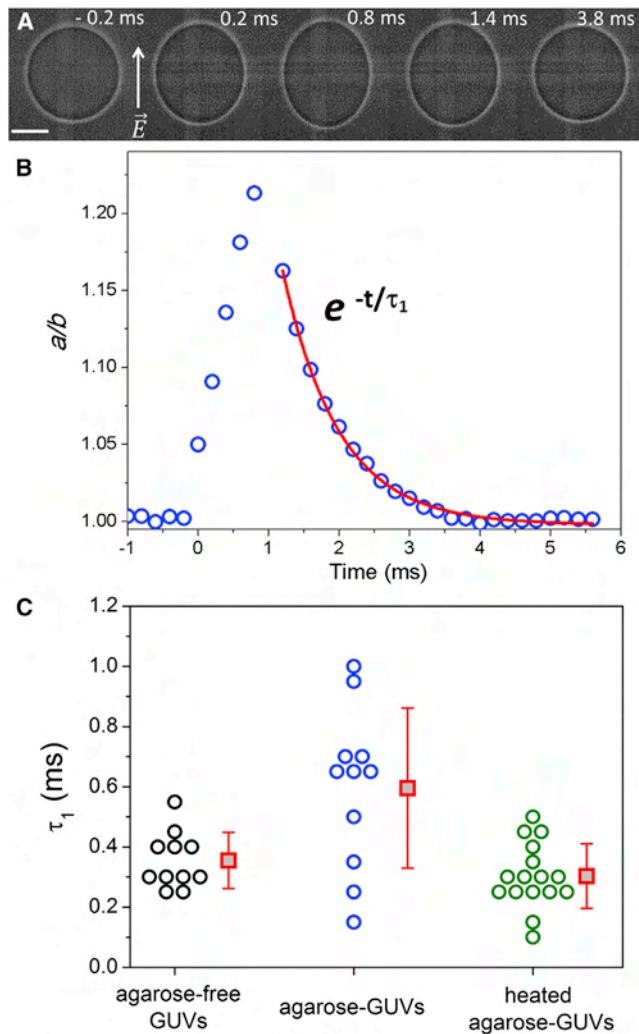 A
- 0.2 ms
0.2 ms
0.8 ms
1.4 ms
3.8 ms
E
B
a/b
1.20
1.15
1.10
1.05
1.00
e -t/τ1
-1 0 1 2 3 4 5 6
Time (ms)
C
τ1 (ms)
1.2
1.0
0.8
0.6
0.4
0.2
0.0
agarose-free
GUVs
agarose-GUVs
heated
agarose-GUVs